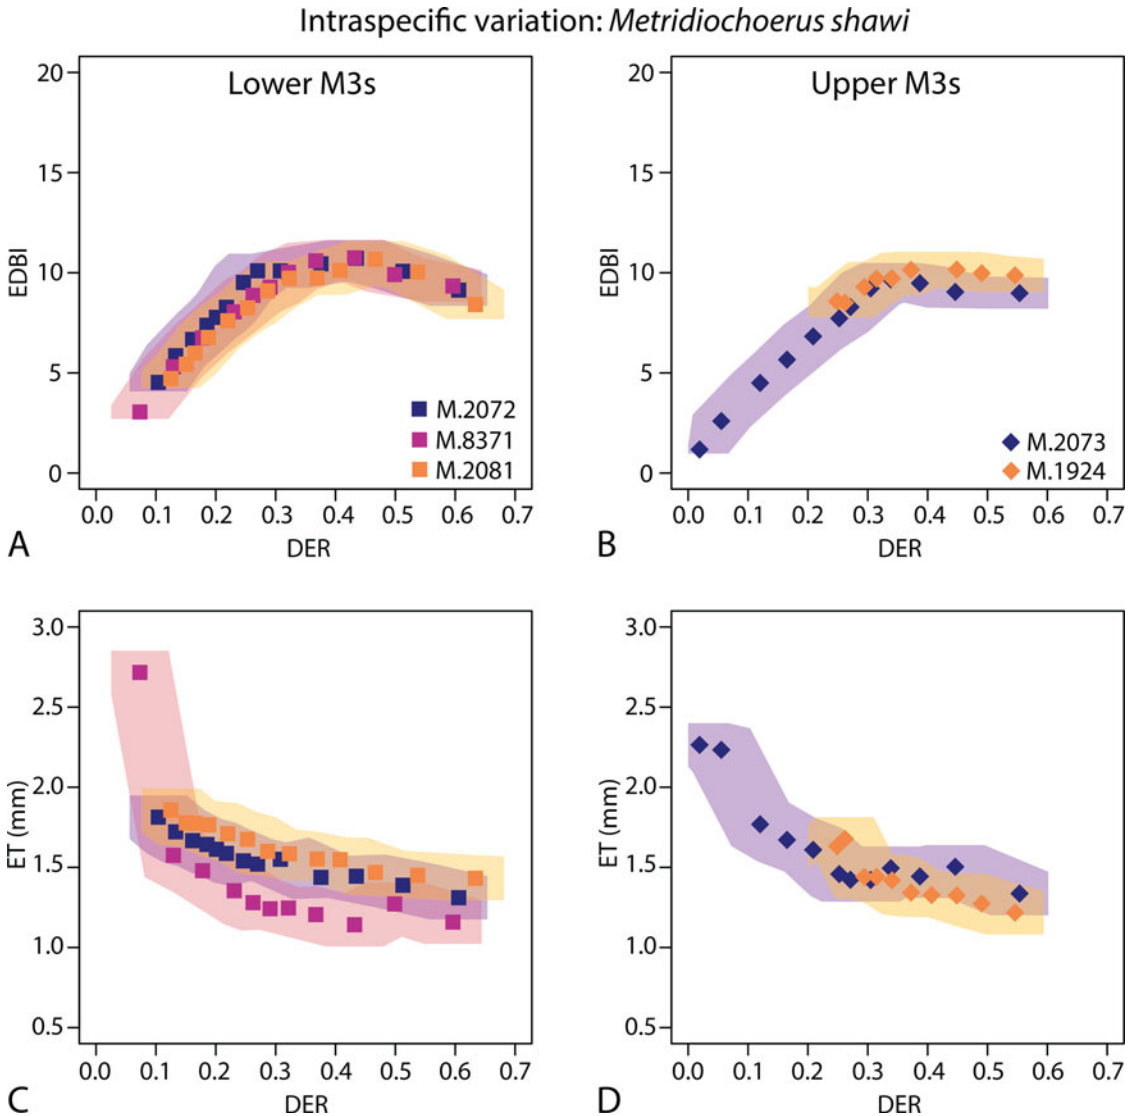 Intraspecific variation: Metridiochoerus shawi
Lower M3s
20
15
10
5
0
EDBI
M.2072
M.8371
M.2081
0.0 0.1 0.2 0.3 0.4 0.5 0.6 0.7
A
DER
Upper M3s
20
15
10
5
0
EDBI
M.2073
M.1924
0.0 0.1 0.2 0.3 0.4 0.5 0.6 0.7
B
DER
3.0
2.5
2.0
1.5
1.0
0.5
ET (mm)
0.0 0.1 0.2 0.3 0.4 0.5 0.6 0.7
C
DER
3.0
2.5
2.0
1.5
1.0
0.5
ET (mm)
0.0 0.1 0.2 0.3 0.4 0.5 0.6 0.7
D
DER